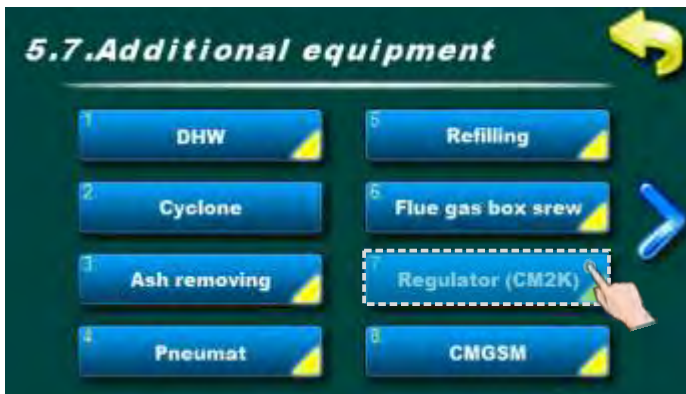 5.7.Additional equipment
1 DHW
2 Cyclone
3 Ash removing
4 Pneumat
5 Refilling
6 Flue gas box srew
7 Regulator (CM2K)
8 CMGSM